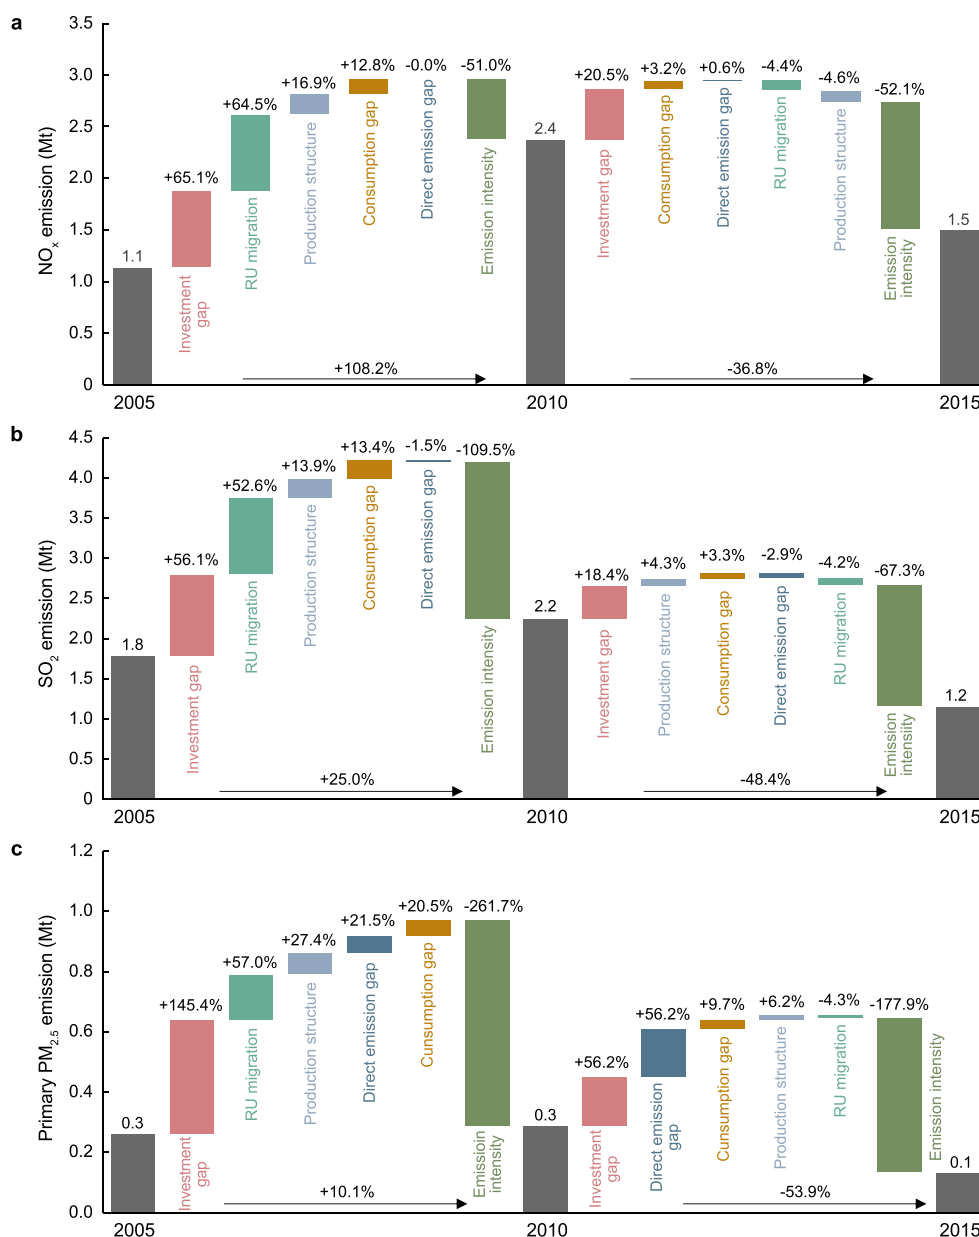 a
NOx emission (Mt)
3.5
3.0
2.5
2.0
1.5
1.0
0.5
0
1.1
+65.1%
+64.5%
+16.9%
+12.8%
-0.0%
-51.0%
2.4
+20.5%
+3.2%
+0.6%
-4.4%
-4.6%
-52.1%
1.5
Investment
gap
RU migration
Production structure
Consumption gap
Direct emission gap
Emission intensity
Investment gap
Comsumption gap
Direct emission gap
RU migration
Production structure
Emission
intensity
+108.2%
-36.8%
2005
2010
2015
b
SO2 emission (Mt)
4.5
4.0
3.5
3.0
2.5
2.0
1.5
1.0
0.5
0
1.8
+56.1%
+52.6%
+13.9%
+13.4%
-1.5%
-109.5%
2.2
+18.4%
+4.3%
+3.3%
-2.9%
-4.2%
-67.3%
1.2
Investment gap
RU migration
Production structure
Consumption gap
Direct emission gap
Emission intensity
Investment gap
Production structure
Consumption gap
Direct emission gap
RU migration
Emission
intensiity
+25.0%
-48.4%
2005
2010
2015
c
Primary PM2.5 emission (Mt)
1.2
1.0
0.8
0.6
0.4
0.2
0.0
0.3
+145.4%
+57.0%
+27.4%
+21.5%
+20.5%
-261.7%
0.3
+56.2%
+56.2%
+9.7%
+6.2%
-4.3%
-177.9%
0.1
Investment
gap
RU migration
Production structure
Direct emission gap
Cunsumption gap
Emissioin
intensity
Investment
gap
Direct emission
gap
Cunsumption gap
Production structure
RU migration
Emission intensity
+10.1%
-53.9%
2005
2010
2015